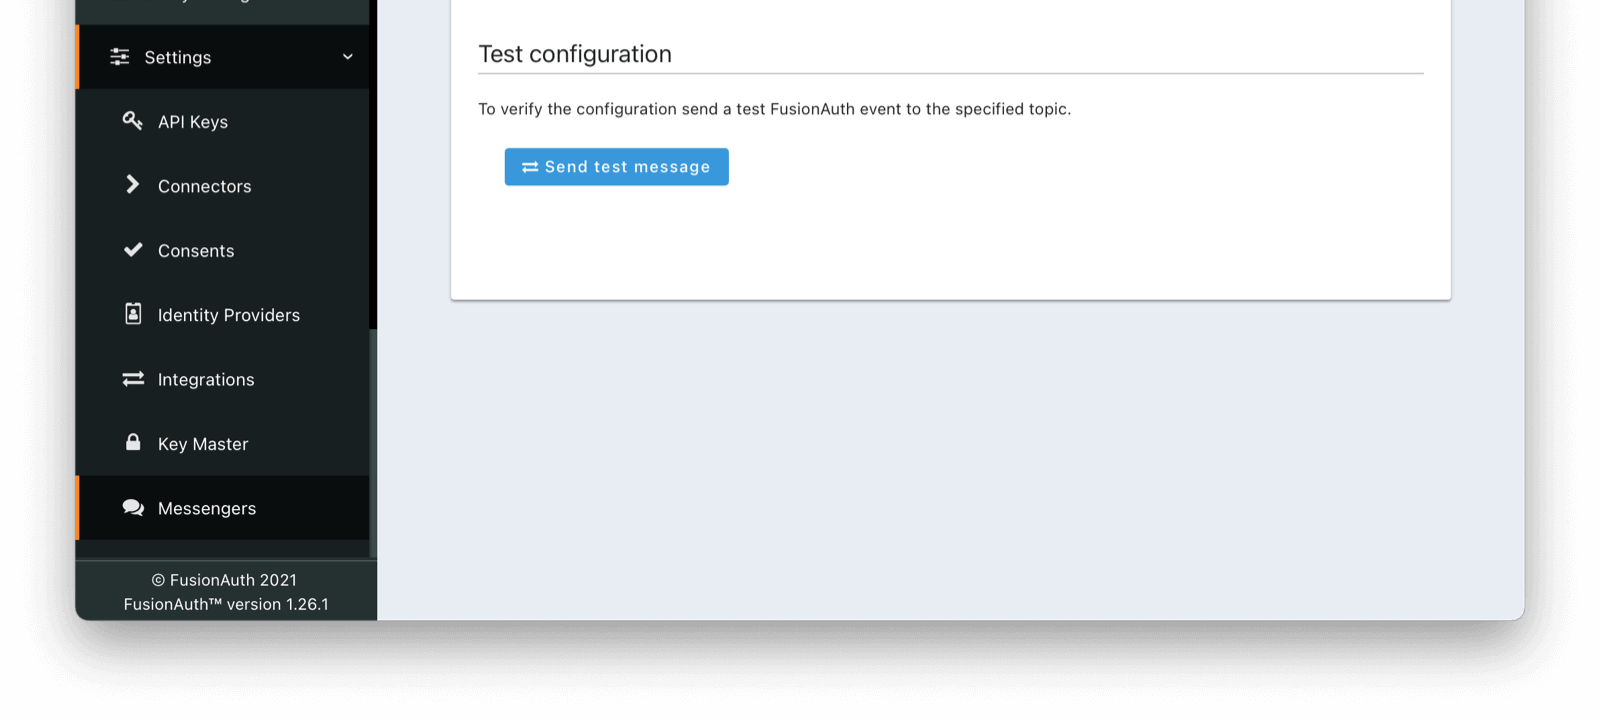 Settings
API Keys
Connectors
Consents
Identity Providers
Integrations
Key Master
Messengers
© FusionAuth 2021
FusionAuth™ version 1.26.1
Test configuration
To verify the configuration send a test FusionAuth event to the specified topic.
Send test message